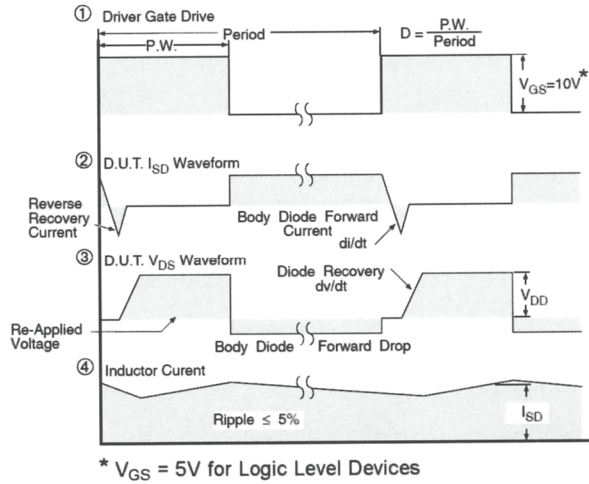 ① Driver Gate Drive
Period
P.W.
D = P.W. / Period
V_GS=10V*
② D.U.T. I_SD Waveform
Reverse
Recovery
Current
Body Diode Forward
Current
di/dt
③ D.U.T. V_DS Waveform
Diode Recovery
dv/dt
V_DD
Re-Applied
Voltage
Body Diode Forward Drop
④ Inductor Curent
Ripple ≤ 5%
I_SD
* V_GS = 5V for Logic Level Devices